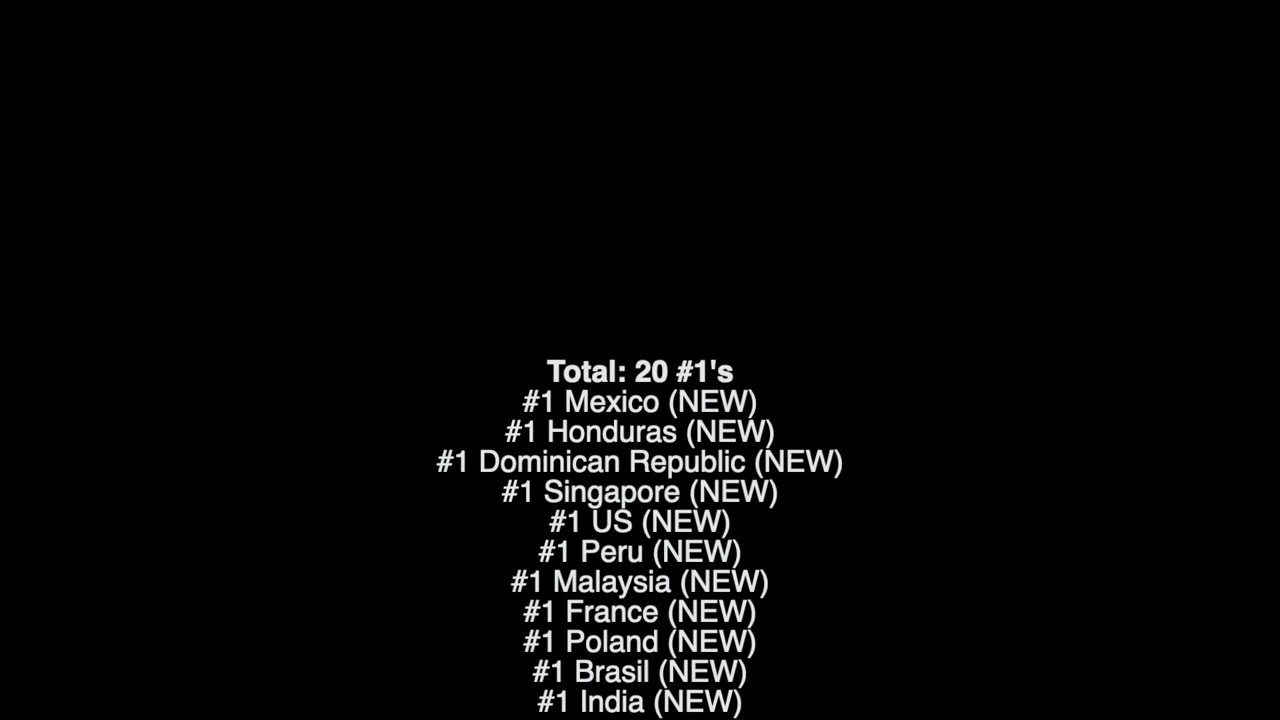 Total: 20 #1's
#1 Mexico (NEW)
#1 Honduras (NEW)
#1 Dominican Republic (NEW)
#1 Singapore (NEW)
#1 US (NEW)
#1 Peru (NEW)
#1 Malaysia (NEW)
#1 France (NEW)
#1 Poland (NEW)
#1 Brasil (NEW)
#1 India (NEW)